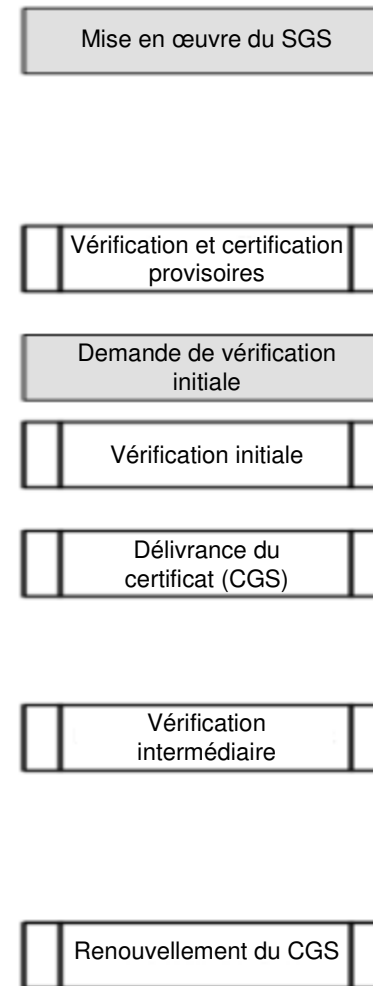 Mise en œuvre du SGS
Vérification et certification
provisoires
Demande de vérification
initiale
Vérification initiale
Délivrance du
certificat (CGS)
Vérification
intermédiaire
Renouvellement du CGS